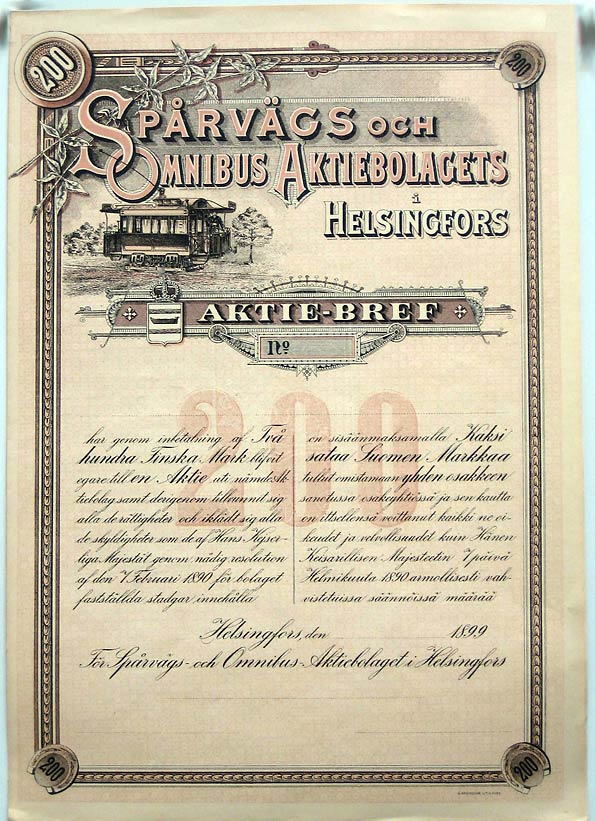 200
200
SPÅRVÄGS OCH
OMNIBUS AKTIEBOLAGETS
i
HELSINGFORS
AKTIE-BREF
No
200
har genom inbetalning af Två
hundra Finska Mark blifvit
egare till en Aktie uti nämde Ak
tiebolag samt derigenom tillvunnit sig
alla de rättigheter och iklädt sig alla
de skyldigheter som de af Hans Kejser-
liga Majestät genom nådig resolution
af den 7 Februari 1890 för bolaget
fastställda stadgar innehålla
on sisäänmaksamalla Kaksi
sataa Suomen Markkaa
tullut omistamaan yhden osakkeen
sanotussa osakeyhtiössä ja sen kautta
on itsellensä voittanut kaikki ne oi-
keudet ja velvollisuudet kuin Hänen
Keisarillisen Majesteetin 7 päivä
Helmikuuta 1890 armollisesti vah-
vistetuissa säännöissä määrää
Helsingfors, den 1899
För Spårvägs- och Omnibus-Aktiebolaget i Helsingfors
200
200